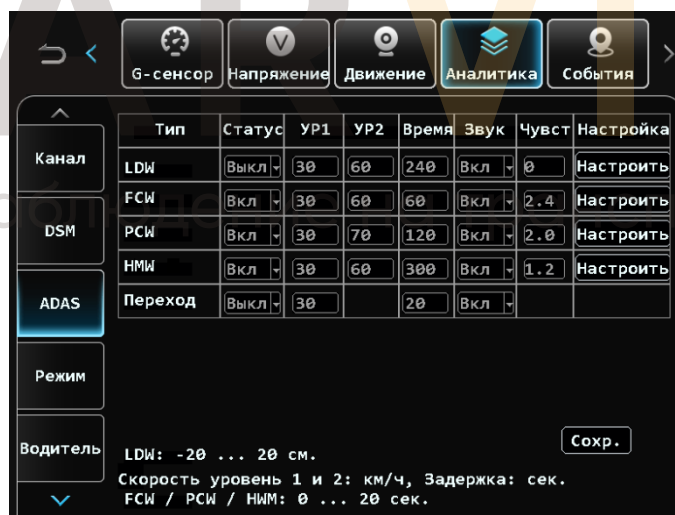 G-сенсор Напряжение Движение Аналитика События
Тип Статус УР1 УР2 Время Звук Чувст Настройка
Канал
LDW Выкл 30 60 240 Вкл 0 Настроить
FCW Вкл 30 60 60 Вкл 2.4 Настроить
DSM
PCW Вкл 30 70 120 Вкл 2.0 Настроить
HMW Вкл 30 60 300 Вкл 1.2 Настроить
ADAS
Переход Выкл 30 20 Вкл
Режим
Водитель
Сохр.
LDW: -20 ... 20 см.
Скорость уровень 1 и 2: км/ч, Задержка: сек.
FCW / PCW / HWM: 0 ... 20 сек.